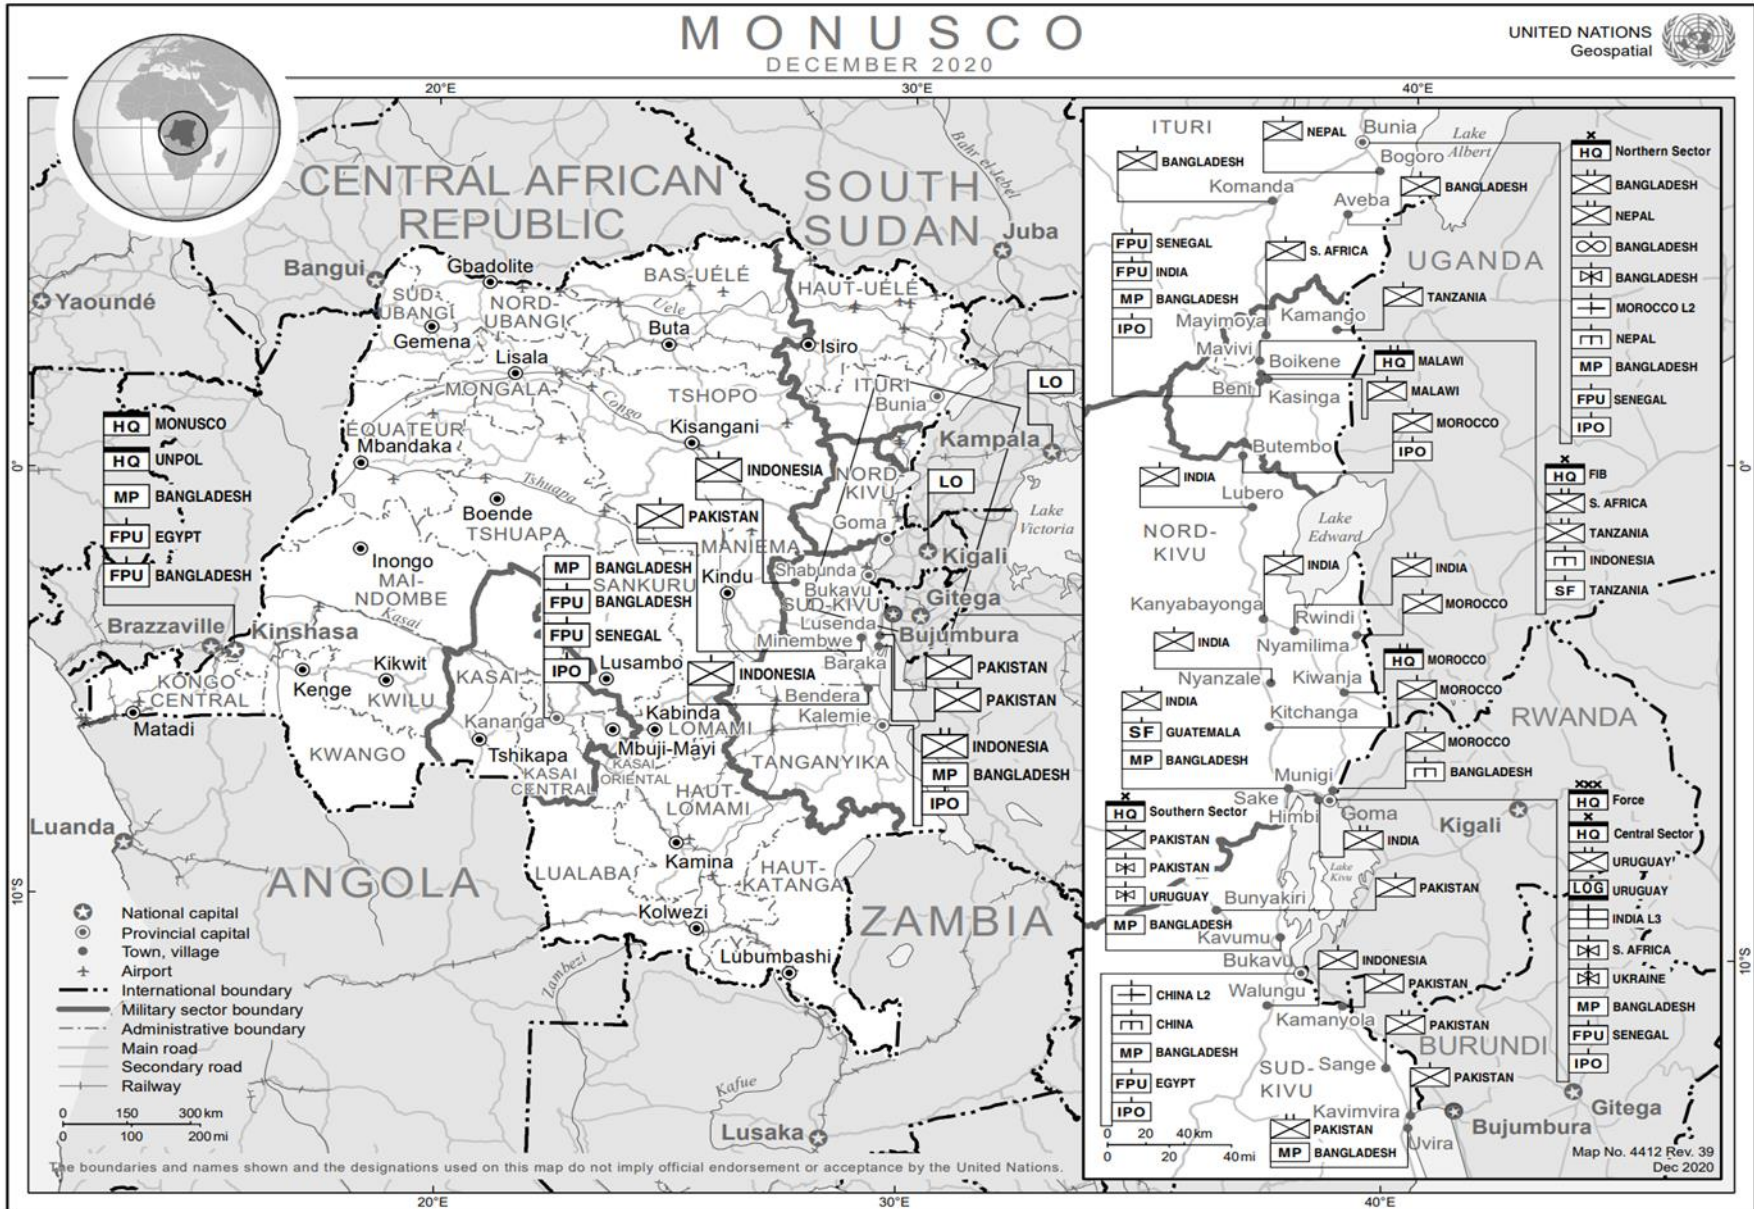 MONUSCO
DECEMBER 2020
UNITED NATIONS
Geospatial
20°E
30°E
40°E
CENTRAL AFRICAN
REPUBLIC
SOUTH
SUDAN
Bahr el Jebel
Juba
Bangui
Yaoundé
Gbadolite
SUD-
UBANGI
NORD-
UBANGI
BAS-UÉLÉ
HAUT-UÉLÉ
Uele
Gemena
Buta
Isiro
Lisala
MONGALA
Congo
TSHOPO
ITURI
Bunia
LO
ÉQUATEUR
Mbandaka
Kisangani
Kampala
HQ MONUSCO
HQ UNPOL
MP BANGLADESH
FPU EGYPT
FPU BANGLADESH
0°
INDONESIA
NORD-
KIVU
LO
Tshuapa
Boende
TSHUAPA
PAKISTAN
Goma
Lake
Victoria
Inongo
MAI-
NDOMBE
MANIEMA
Kigali
MP BANGLADESH
SANKURU
FPU BANGLADESH
FPU SENEGAL
IPO
Kindu
Shabunda
Bukavu
SUD-KIVU
Gitega
Lusenda
Minembwe
Bujumbura
Baraka
Kasai
Brazzaville
Kinshasa
Kenge
Kikwit
KWILU
KONGO
CENTRAL
Matadi
KASAI
Lusambo
INDONESIA
PAKISTAN
PAKISTAN
Bendera
Kalemie
Kananga
Kabinda
LOMAMI
Mbuji-Mayi
Tshikapa
KASAI
ORIENTAL
KASAI
CENTRAL
KWANGO
TANGANYIKA
INDONESIA
MP BANGLADESH
IPO
HAUT-
LOMAMI
Luanda
Kamina
ANGOLA
LUALABA
HAUT-
KATANGA
10°S
Kolwezi
ZAMBIA
Lubumbashi
Zambezi
Kafue
Lusaka
National capital
Provincial capital
Town, village
Airport
International boundary
Military sector boundary
Administrative boundary
Main road
Secondary road
Railway
0 150 300 km
0 100 200 mi
The boundaries and names shown and the designations used on this map do not imply official endorsement or acceptance by the United Nations.
20°E
30°E
40°E
ITURI
NEPAL
Bunia
Lake
Albert
BANGLADESH
Bogoro
Komanda
BANGLADESH
Aveba
HQ Northern Sector
BANGLADESH
NEPAL
BANGLADESH
BANGLADESH
MOROCCO L2
NEPAL
MP BANGLADESH
FPU SENEGAL
IPO
FPU SENEGAL
FPU INDIA
MP BANGLADESH
IPO
S. AFRICA
UGANDA
TANZANIA
Mayimoya
Kamango
Mavivi
Boikene
HQ MALAWI
MALAWI
Beni
Kasinga
MOROCCO
IPO
Butembo
0°
INDIA
Lubero
HQ FIB
S. AFRICA
TANZANIA
INDONESIA
SF TANZANIA
NORD-
KIVU
Lake
Edward
INDIA
INDIA
MOROCCO
Kanyabayonga
Rwindi
Nyamilima
INDIA
HQ MOROCCO
Nyanzale
Kiwanja
MOROCCO
INDIA
SF GUATEMALA
MP BANGLADESH
Kitchanga
RWANDA
MOROCCO
BANGLADESH
Munigi
Sake
Himbi
Goma
Kigali
HQ Southern Sector
PAKISTAN
PAKISTAN
URUGUAY
MP BANGLADESH
INDIA
Lake
Kivu
PAKISTAN
HQ Force
HQ Central Sector
URUGUAY
LOG URUGUAY
INDIA L3
S. AFRICA
UKRAINE
MP BANGLADESH
FPU SENEGAL
IPO
Bunyakiri
Kavumu
10°S
Bukavu
INDONESIA
PAKISTAN
Walungu
Kamanyola
CHINA L2
CHINA
MP BANGLADESH
FPU EGYPT
IPO
PAKISTAN
BURUNDI
SUD-
KIVU
Sange
PAKISTAN
Gitega
Kavimvira
PAKISTAN
MP BANGLADESH
Uvira
Bujumbura
0 20 40 km
0 20 40 mi
Map No. 4412 Rev. 39
Dec 2020